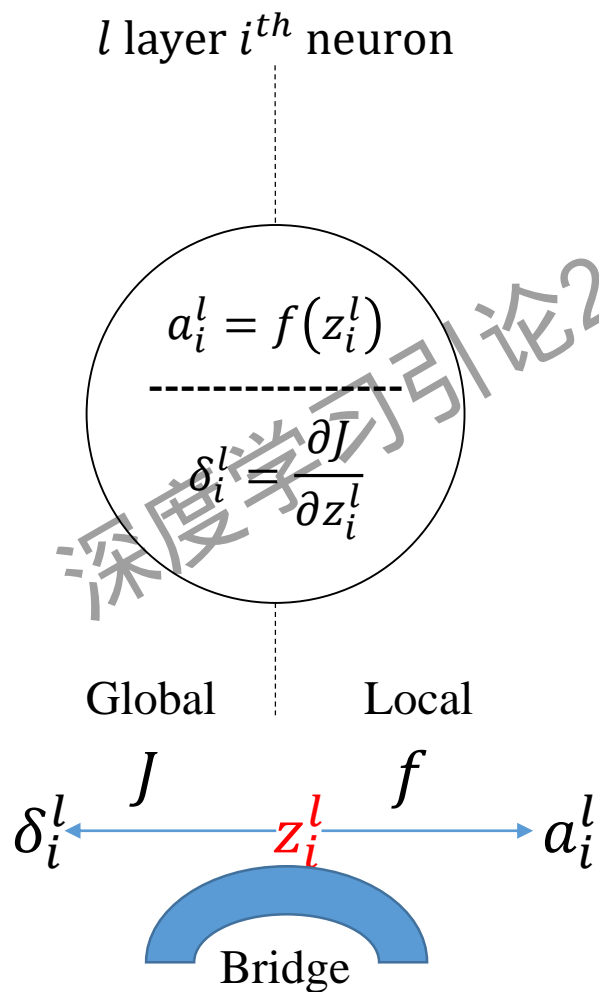 l layer i^{th} neuron
a_i^l = f(z_i^l)
δ_i^l = ∂J/∂z_i^l
深度学习引论2
Global Local
J f
δ_i^l z_i^l a_i^l
Bridge